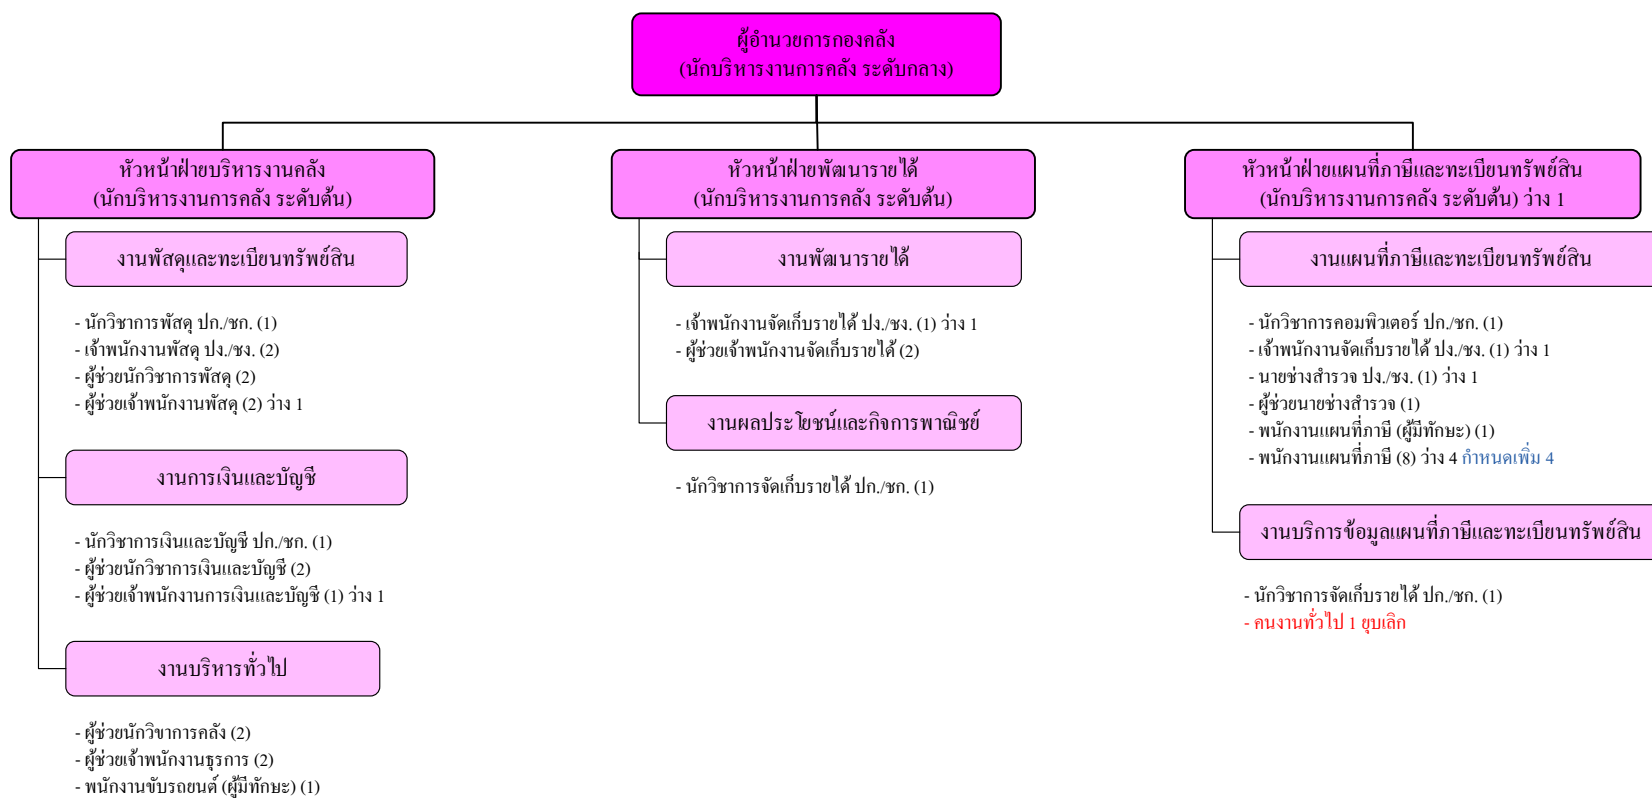 ผู้อำนวยการกองคลัง
(นักบริหารงานการคลัง ระดับกลาง)
หัวหน้าฝ่ายบริหารงานคลัง
(นักบริหารงานการคลัง ระดับต้น)
งานพัสดุและทะเบียนทรัพย์สิน
- นักวิชาการพัสดุ ปก./ชก. (1)
- เจ้าพนักงานพัสดุ ปง./ชง. (2)
- ผู้ช่วยนักวิชาการพัสดุ (2)
- ผู้ช่วยเจ้าพนักงานพัสดุ (2) ว่าง 1
งานการเงินและบัญชี
- นักวิชาการเงินและบัญชี ปก./ชก. (1)
- ผู้ช่วยนักวิชาการเงินและบัญชี (2)
- ผู้ช่วยเจ้าพนักงานการเงินและบัญชี (1) ว่าง 1
งานบริหารทั่วไป
- ผู้ช่วยนักวิขาการคลัง (2)
- ผู้ช่วยเจ้าพนักงานธุรการ (2)
- พนักงานขับรถยนต์ (ผู้มีทักษะ) (1)
หัวหน้าฝ่ายพัฒนารายได้
(นักบริหารงานการคลัง ระดับต้น)
งานพัฒนารายได้
- เจ้าพนักงานจัดเก็บรายได้ ปง./ชง. (1) ว่าง 1
- ผู้ช่วยเจ้าพนักงานจัดเก็บรายได้ (2)
งานผลประโยชน์และกิจการพาณิชย์
- นักวิชาการจัดเก็บรายได้ ปก./ชก. (1)
หัวหน้าฝ่ายแผนที่ภาษีและทะเบียนทรัพย์สิน
(นักบริหารงานการคลัง ระดับต้น) ว่าง 1
งานแผนที่ภาษีและทะเบียนทรัพย์สิน
- นักวิชาการคอมพิวเตอร์ ปก./ชก. (1)
- เจ้าพนักงานจัดเก็บรายได้ ปง./ชง. (1) ว่าง 1
- นายช่างสำรวจ ปง./ชง. (1) ว่าง 1
- ผู้ช่วยนายช่างสำรวจ (1)
- พนักงานแผนที่ภาษี (ผู้มีทักษะ) (1)
- พนักงานแผนที่ภาษี (8) ว่าง 4 กำหนดเพิ่ม 4
งานบริการข้อมูลแผนที่ภาษีและทะเบียนทรัพย์สิน
- นักวิชาการจัดเก็บรายได้ ปก./ชก. (1)
- คนงานทั่วไป 1 ยุบเลิก